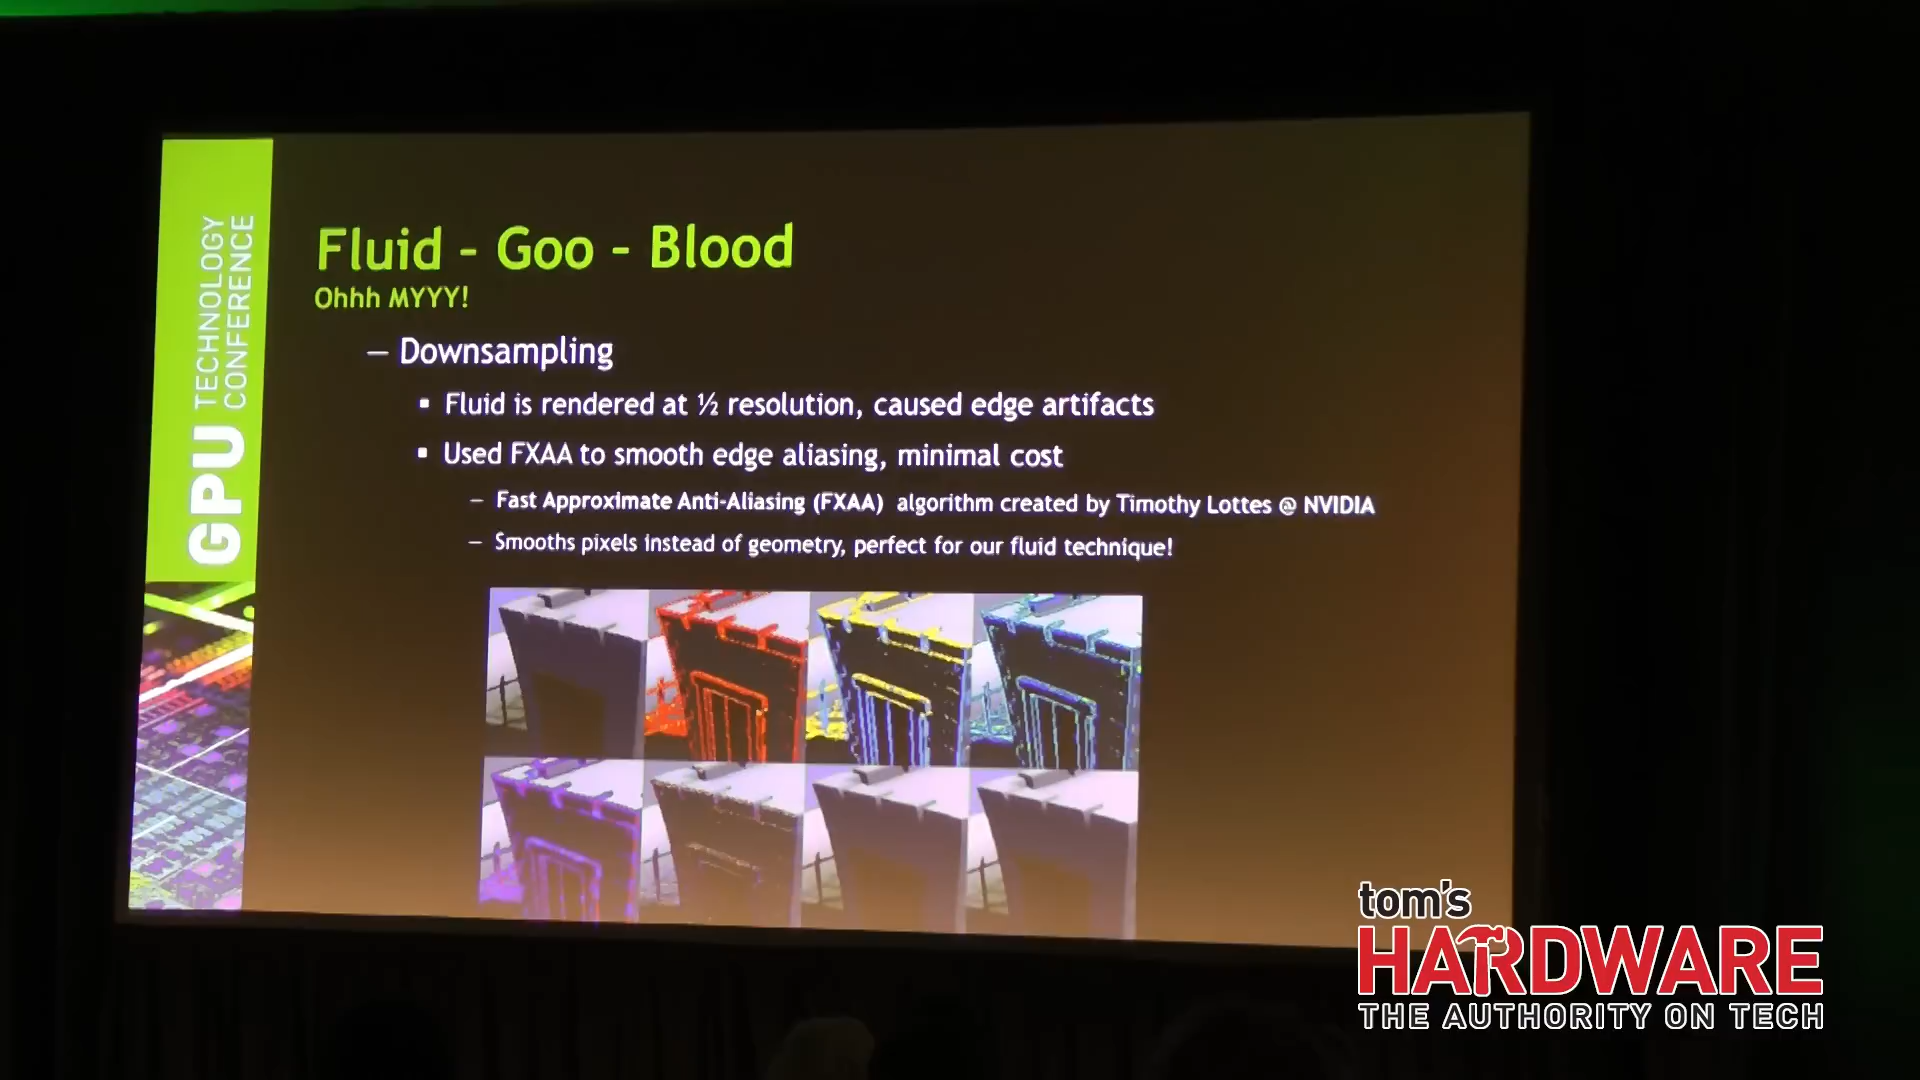 GPU TECHNOLOGY CONFERENCE
Fluid - Goo - Blood
Ohhh MYYY!
– Downsampling
▪ Fluid is rendered at ½ resolution, caused edge artifacts
▪ Used FXAA to smooth edge aliasing, minimal cost
– Fast Approximate Anti-Aliasing (FXAA) algorithm created by Timothy Lottes @ NVIDIA
– Smooths pixels instead of geometry, perfect for our fluid technique!
tom's
HARDWARE
THE AUTHORITY ON TECH